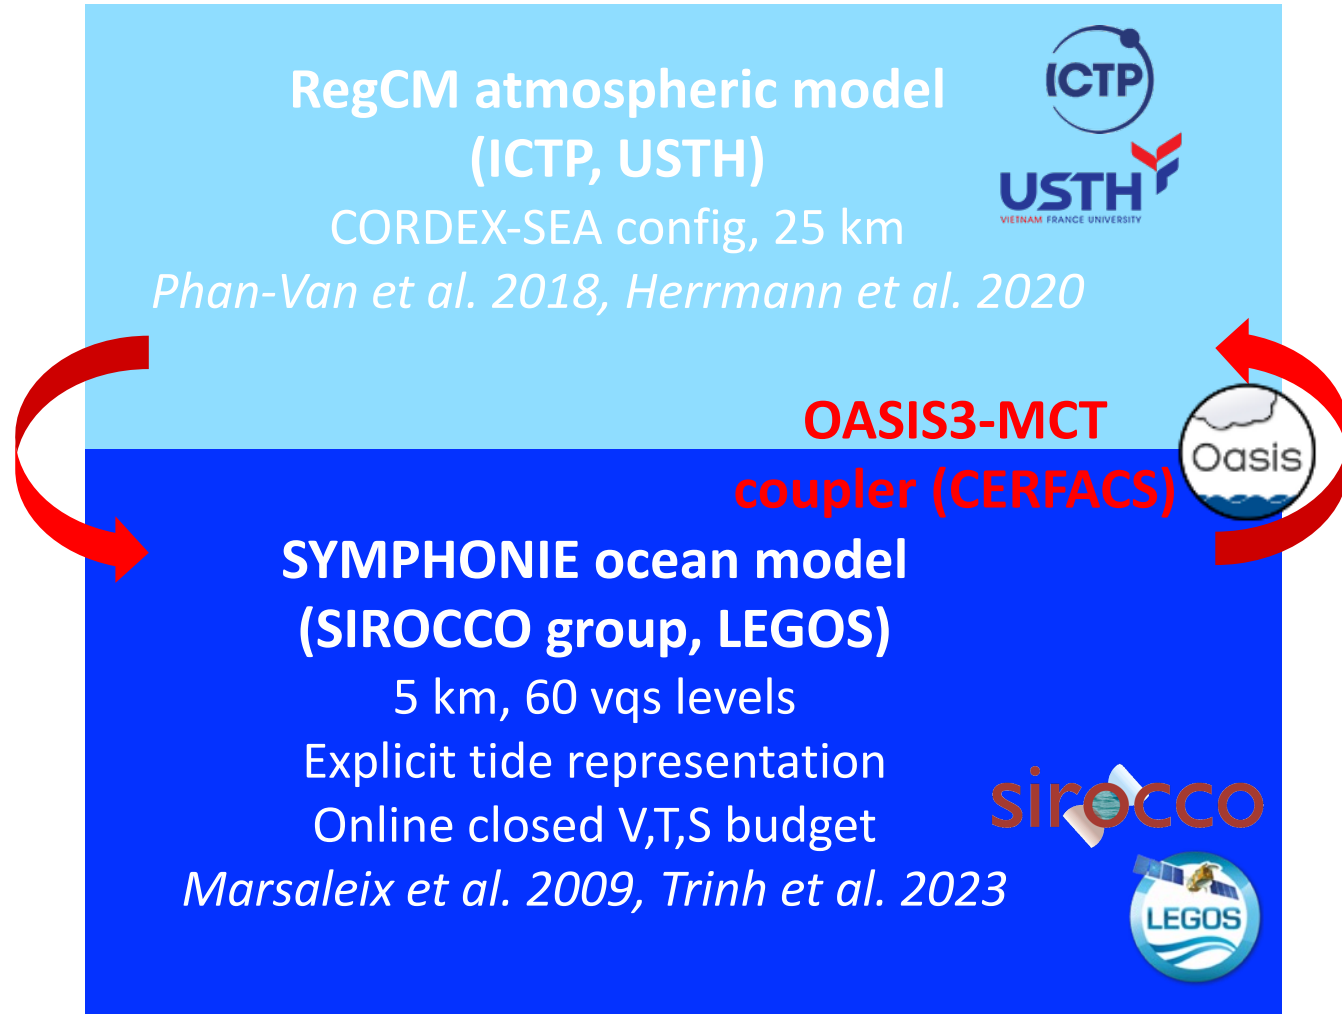 RegCM atmospheric model
(ICTP, USTH)
CORDEX-SEA config, 25 km
Phan-Van et al. 2018, Herrmann et al. 2020
ICTP
USTH
VIETNAM FRANCE UNIVERSITY
OASIS3-MCT
coupler (CERFACS)
Oasis
SYMPHONIE ocean model
(SIROCCO group, LEGOS)
5 km, 60 vqs levels
Explicit tide representation
Online closed V,T,S budget
Marsaleix et al. 2009, Trinh et al. 2023
sirocco
LEGOS